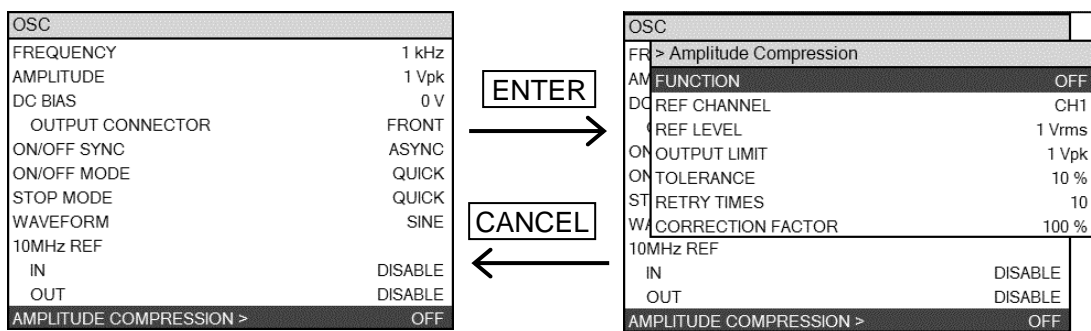 OSC
FREQUENCY 1 kHz
AMPLITUDE 1 Vpk
DC BIAS 0 V
OUTPUT CONNECTOR FRONT
ON/OFF SYNC ASYNC
ON/OFF MODE QUICK
STOP MODE QUICK
WAVEFORM SINE
10MHz REF
IN DISABLE
OUT DISABLE
AMPLITUDE COMPRESSION > OFF
ENTER
CANCEL
OSC
FR
> Amplitude Compression
AM
FUNCTION OFF
DC
REF CHANNEL CH1
REF LEVEL 1 Vrms
ON
OUTPUT LIMIT 1 Vpk
ON
TOLERANCE 10 %
ST
RETRY TIMES 10
WA
CORRECTION FACTOR 100 %
10MHz REF
IN DISABLE
OUT DISABLE
AMPLITUDE COMPRESSION > OFF